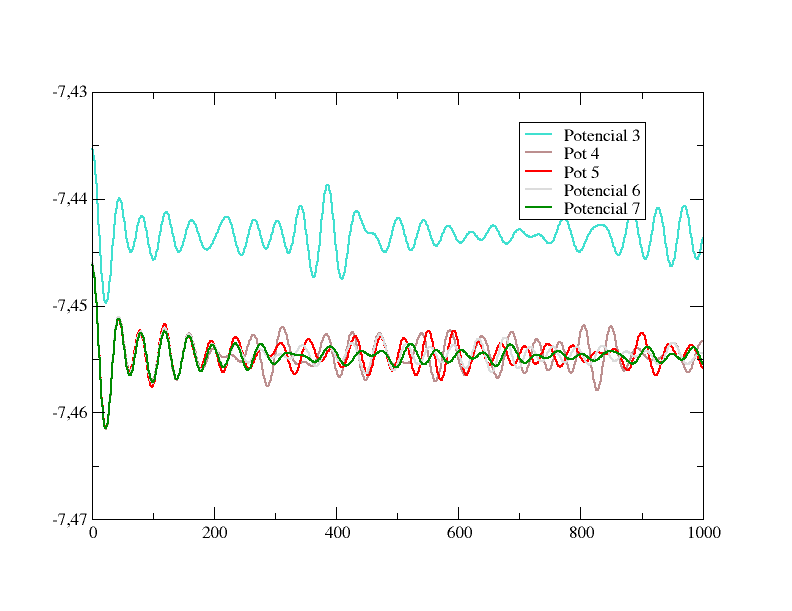 -7,43
Potencial 3
Pot 4
Pot 5
Potencial 6
Potencial 7
-7,44
-7,45
-7,46
-7,47
0 200 400 600 800 1000